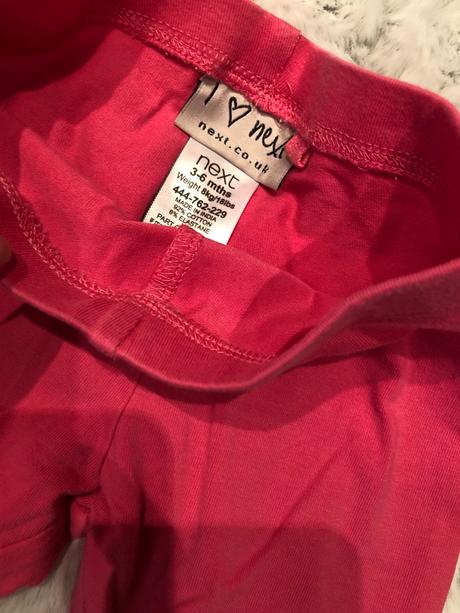 I ♡ next
next.co.uk
next
3-6 mths
Weight 8kg/18lbs
444-762-229
MADE IN INDIA
92% COTTON
8% ELASTANE
PART